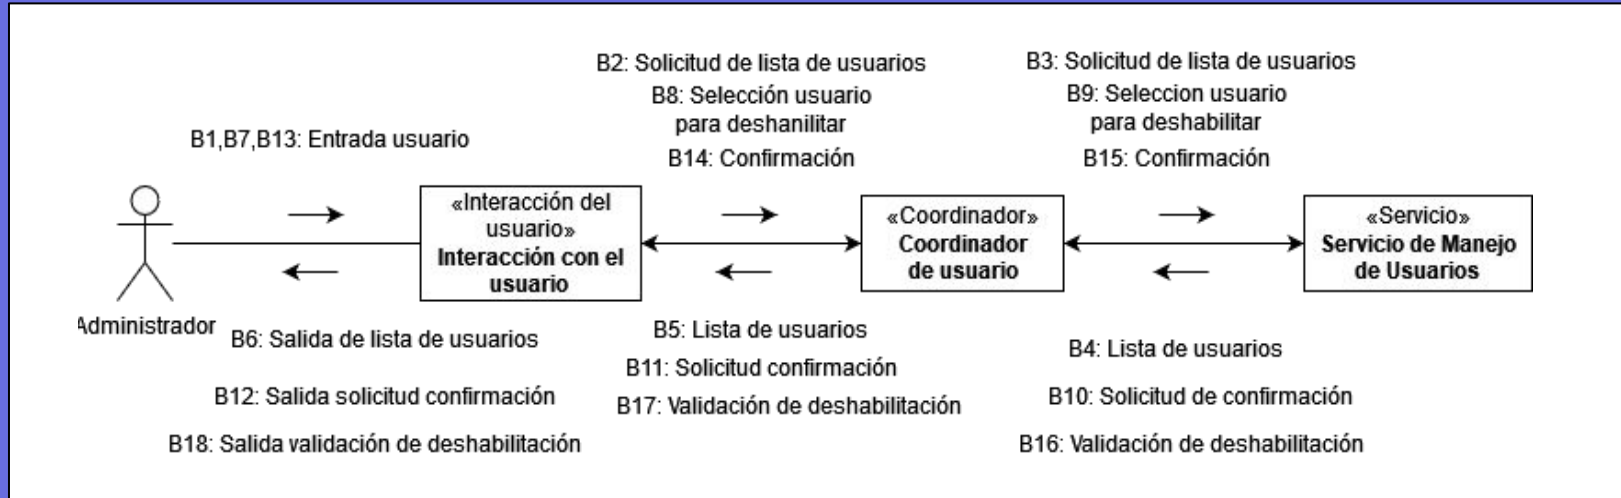 B2: Solicitud de lista de usuarios
B8: Selección usuario
para deshanilitar
B14: Confirmación
B3: Solicitud de lista de usuarios
B9: Seleccion usuario
para deshabilitar
B15: Confirmación
B1,B7,B13: Entrada usuario
«Interacción del
usuario»
Interacción con el
usuario
«Coordinador»
Coordinador
de usuario
«Servicio»
Servicio de Manejo
de Usuarios
Administrador
B6: Salida de lista de usuarios
B12: Salida solicitud confirmación
B18: Salida validación de deshabilitación
B5: Lista de usuarios
B11: Solicitud confirmación
B17: Validación de deshabilitación
B4: Lista de usuarios
B10: Solicitud de confirmación
B16: Validación de deshabilitación